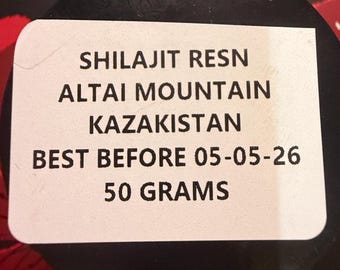 SHILAJIT RESN
ALTAI MOUNTAIN
KAZAKISTAN
BEST BEFORE 05-05-26
50 GRAMS